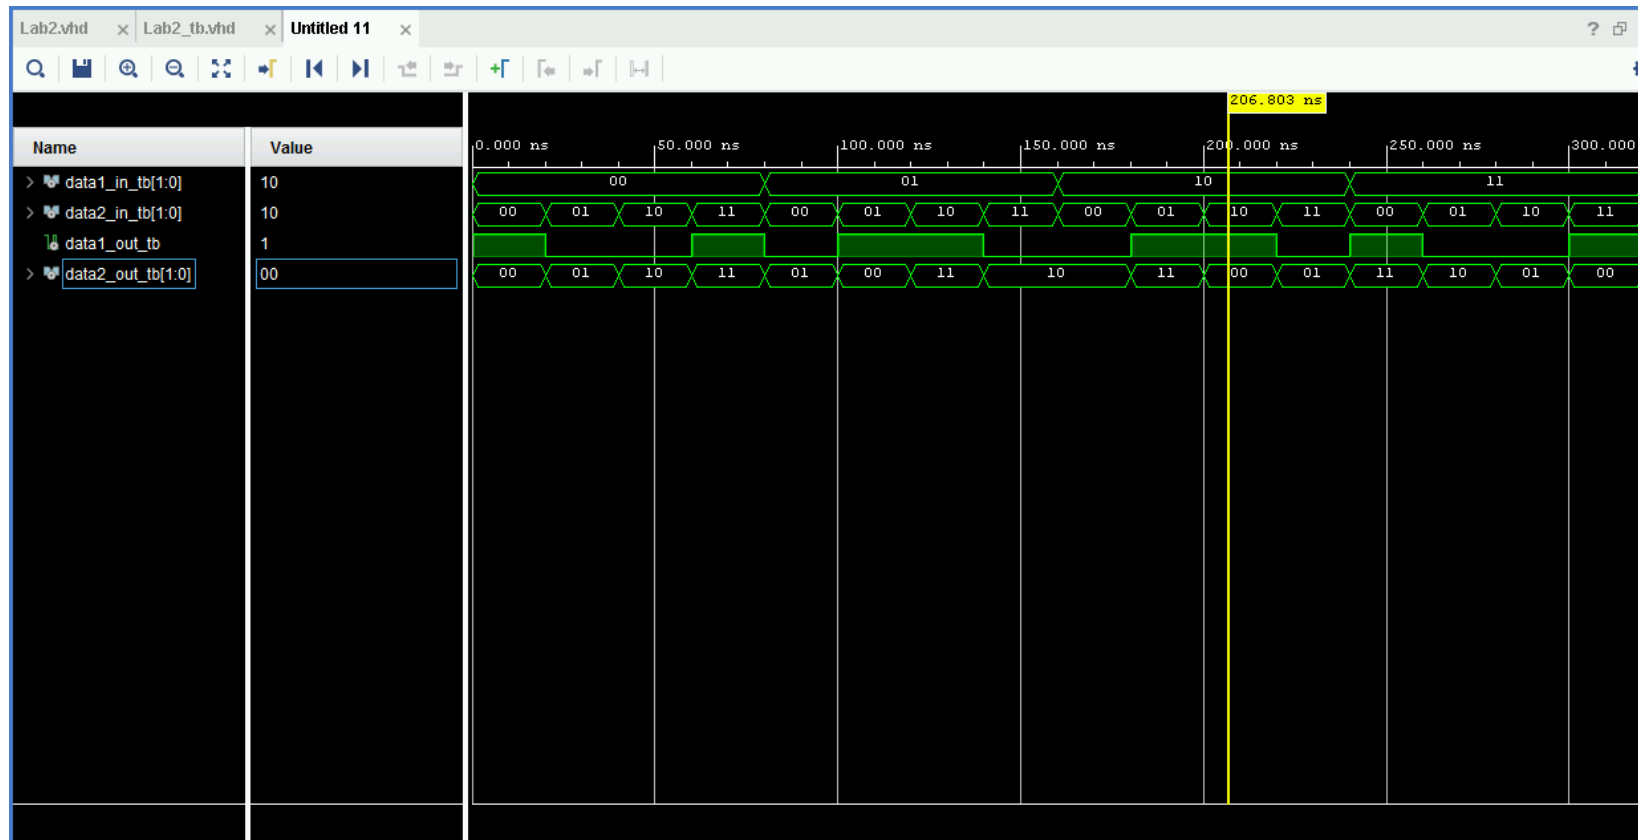 Lab2.vhd × Lab2_tb.vhd × Untitled 11 × ?
206.803 ns
Name Value 0.000 ns 50.000 ns 100.000 ns 150.000 ns 200.000 ns 250.000 ns 300.000
data1_in_tb[1:0] 10 00 01 10 11
data2_in_tb[1:0] 10 00 01 10 11 00 01 10 11 00 01 10 11 00 01 10 11
data1_out_tb 1
data2_out_tb[1:0] 00 00 01 10 11 01 00 11 10 11 00 01 11 10 01 00